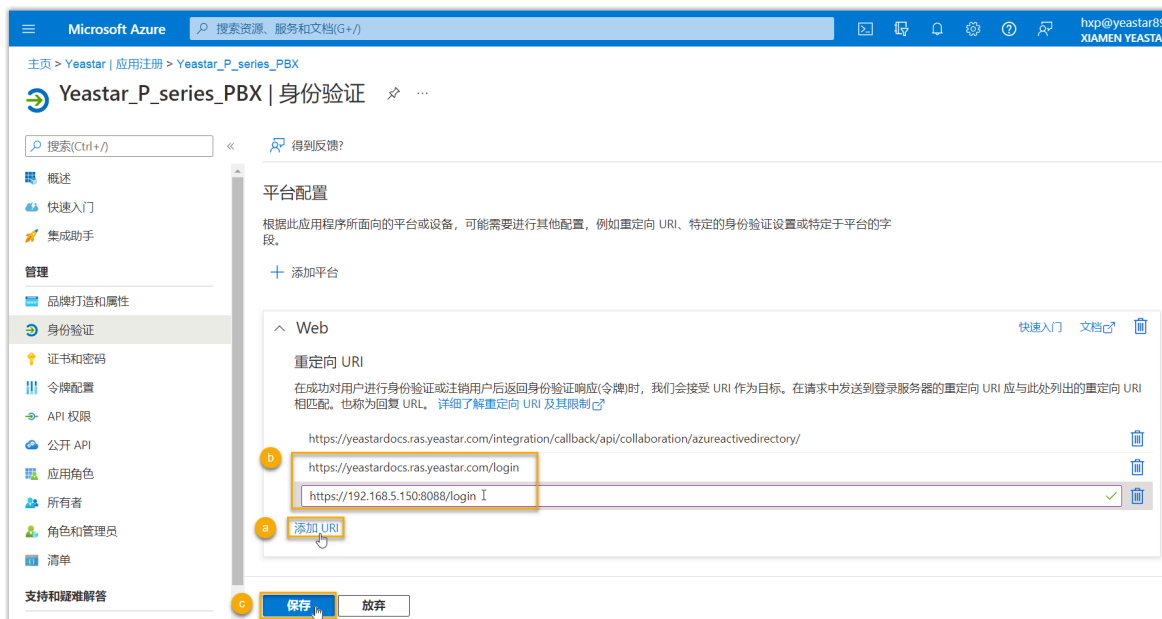 Microsoft Azure
搜索资源、服务和文档(G+/)
hxp@yeastar89
XIAMEN YEASTA
主页 > Yeastar | 应用注册 > Yeastar_P_series_PBX
Yeastar_P_series_PBX | 身份验证
搜索(Ctrl+/)
«
得到反馈?
概述
快速入门
集成助手
管理
品牌打造和属性
身份验证
证书和密码
令牌配置
API 权限
公开 API
应用角色
所有者
角色和管理员
清单
支持和疑难解答
平台配置
根据此应用程序所面向的平台或设备，可能需要进行其他配置，例如重定向 URI、特定的身份验证设置或特定于平台的字
段。
添加平台
Web
快速入门
文档
重定向 URI
在成功对用户进行身份验证或注销用户后返回身份验证响应(令牌)时，我们会接受 URI 作为目标。在请求中发送到登录服务器的重定向 URI 应与此处列出的重定向 URI
相匹配。也称为回复 URL。 详细了解重定向 URI 及其限制
https://yeastardocs.ras.yeastar.com/integration/callback/api/collaboration/azureactivedirectory/
b
https://yeastardocs.ras.yeastar.com/login
https://192.168.5.150:8088/login
a
添加 URI
c
保存
放弃